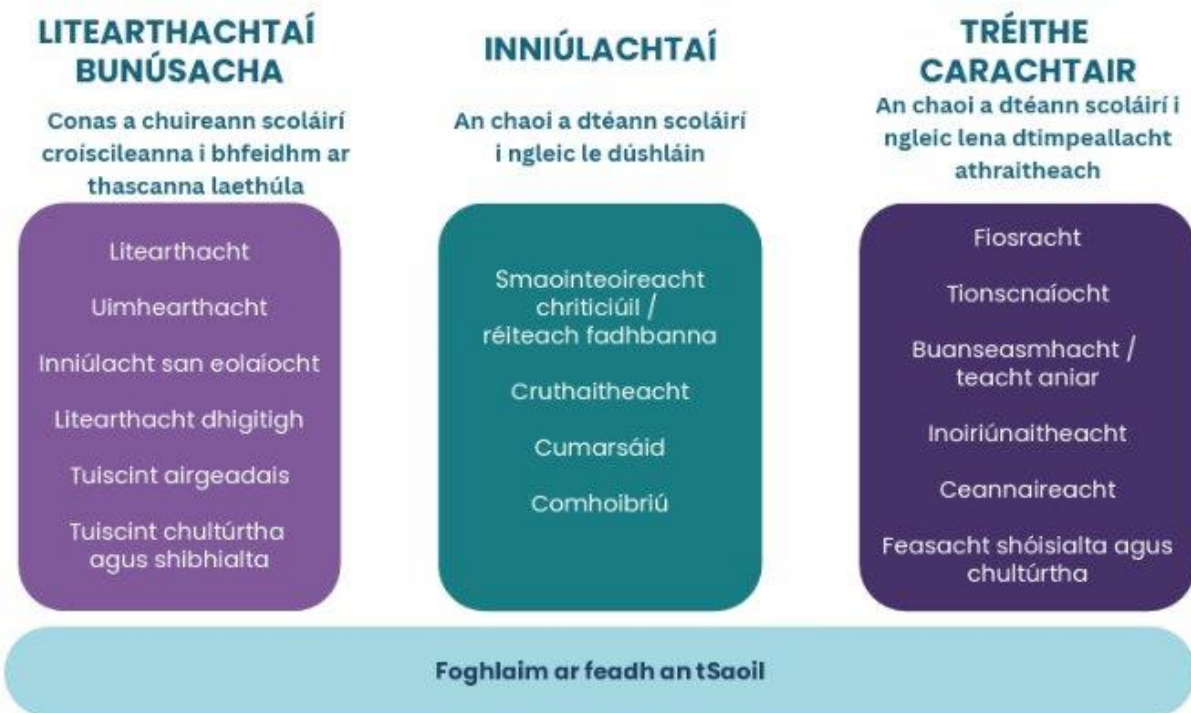 LITEARTHACHTAÍ
BUNÚSACHA
Conas a chuireann scoláirí
croíscileanna i bhfeidhm ar
thascanna laethúla
Litearthacht
Uimhearthacht
Inniúlacht san eolaíocht
Litearthacht dhigitigh
Tuiscint airgeadais
Tuiscint chultúrtha
agus shibhialta
INNIÚLACHTAÍ
An chaoi a dtéann scoláirí
i ngleic le dúshláin
Smaointeoireacht
chriticiúil /
réiteach fadhbanna
Cruthaitheacht
Cumarsáid
Comhoibriú
TRÉITHE
CARACHTAIR
An chaoi a dtéann scoláirí i
ngleic lena dtimpeallacht
athraitheach
Fiosracht
Tionscnaíocht
Buanseasmhacht /
teacht aniar
Inoiriúnaitheacht
Ceannaireacht
Feasacht shóisialta agus
chultúrtha
Foghlaim ar feadh an tSaoil